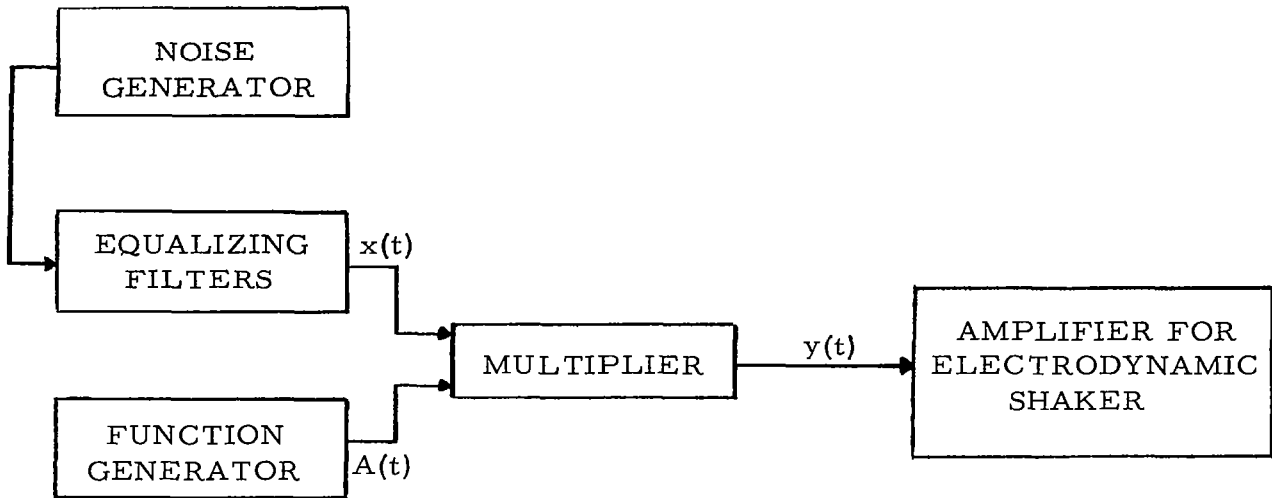 NOISE
GENERATOR
EQUALIZING
FILTERS
x(t)
FUNCTION
GENERATOR
A(t)
MULTIPLIER
y(t)
AMPLIFIER FOR
ELECTRODYNAMIC
SHAKER